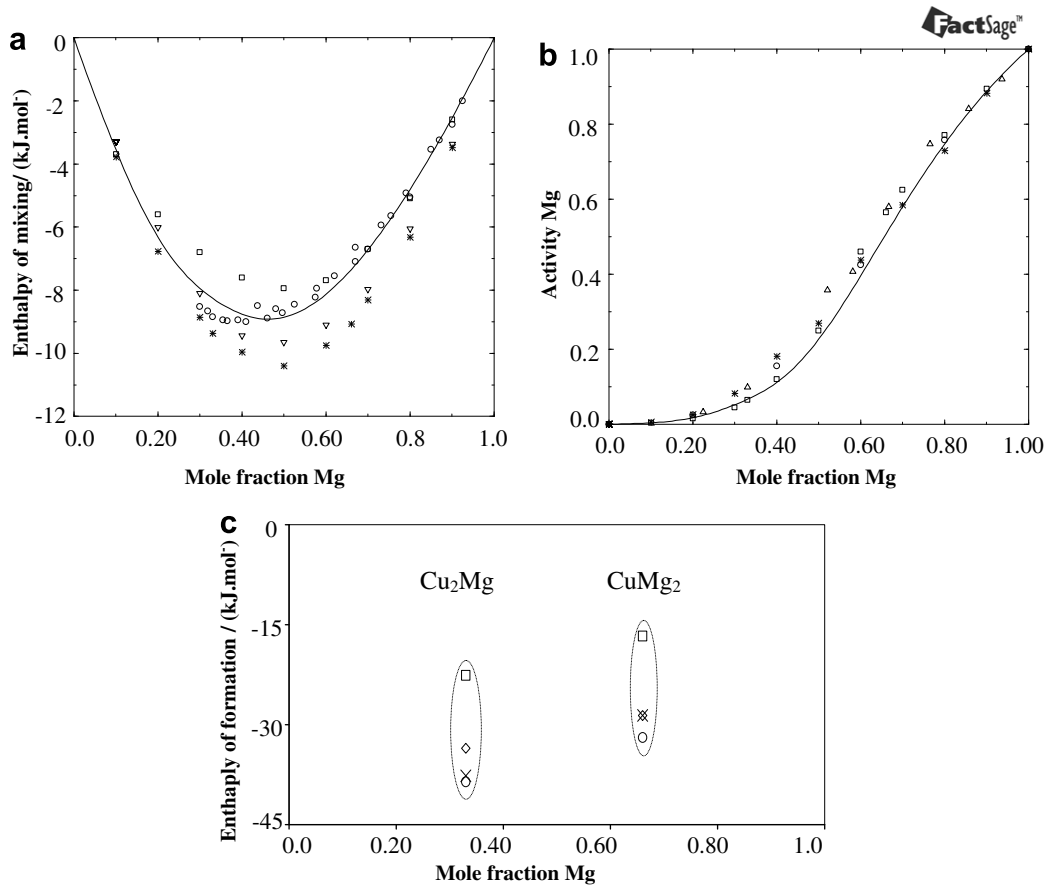 FactSage™
a
0
-2
-4
-6
-8
-10
-12
0.0 0.20 0.40 0.60 0.80 1.0
Enthalpy of mixing/ (kJ.mol-)
Mole fraction Mg
b
1.0
0.8
0.6
0.4
0.2
0.0
0.0 0.20 0.40 0.60 0.80 1.00
Activity Mg
Mole fraction Mg
c
0
-15
-30
-45
0.0 0.20 0.40 0.60 0.80 1.0
Cu2Mg CuMg2
Enthaply of formation / (kJ.mol-)
Mole fraction Mg